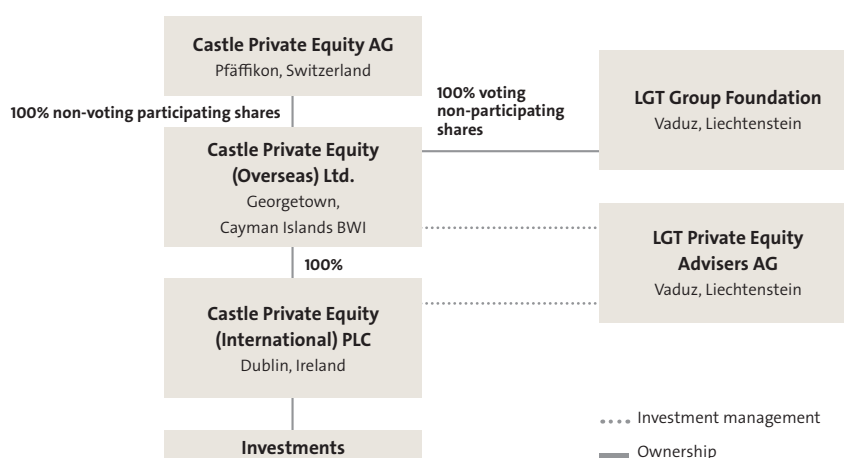 Castle Private Equity AG
Pfäffikon, Switzerland
100% non-voting participating shares
100% voting
non-participating
shares
LGT Group Foundation
Vaduz, Liechtenstein
Castle Private Equity
(Overseas) Ltd.
Georgetown,
Cayman Islands BWI
LGT Private Equity
Advisers AG
Vaduz, Liechtenstein
100%
Castle Private Equity
(International) PLC
Dublin, Ireland
Investments
Investment management
Ownership